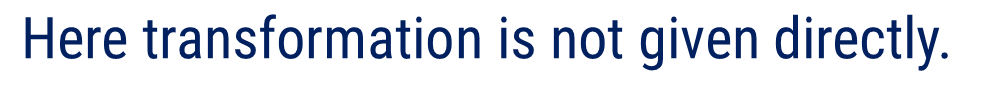 Here transformation is not given directly.